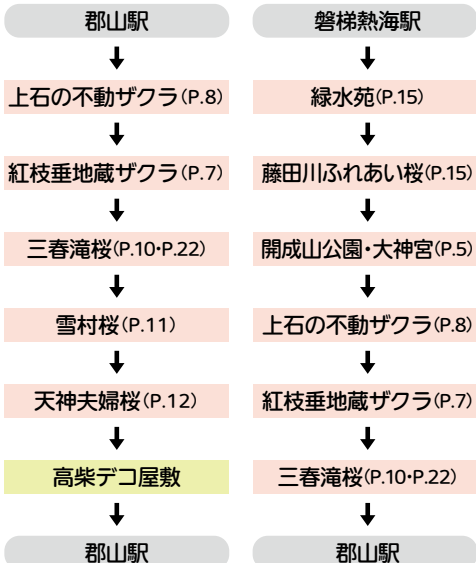 郡山駅
上石の不動ザクラ(P.8)
紅枝垂地蔵ザクラ(P.7)
三春滝桜(P.10・P.22)
雪村桜(P.11)
天神夫婦桜(P.12)
高柴デコ屋敷
郡山駅
磐梯熱海駅
緑水苑(P.15)
藤田川ふれあい桜(P.15)
開成山公園・大神宮(P.5)
上石の不動ザクラ(P.8)
紅枝垂地蔵ザクラ(P.7)
三春滝桜(P.10・P.22)
郡山駅